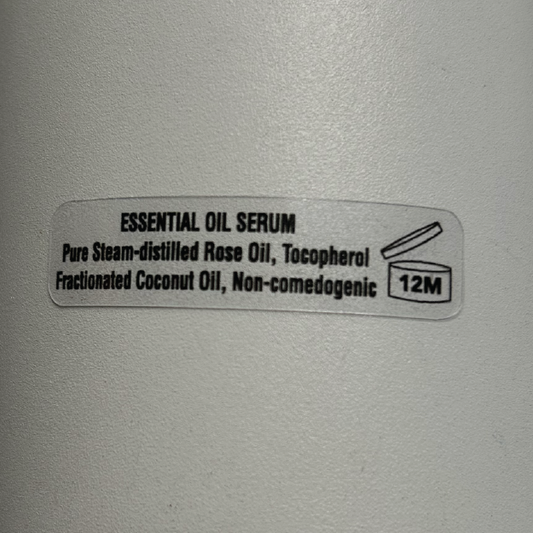 ESSENTIAL OIL SERUM
Pure Steam-distilled Rose Oil, Tocopherol
Fractionated Coconut Oil, Non-comedogenic
12M